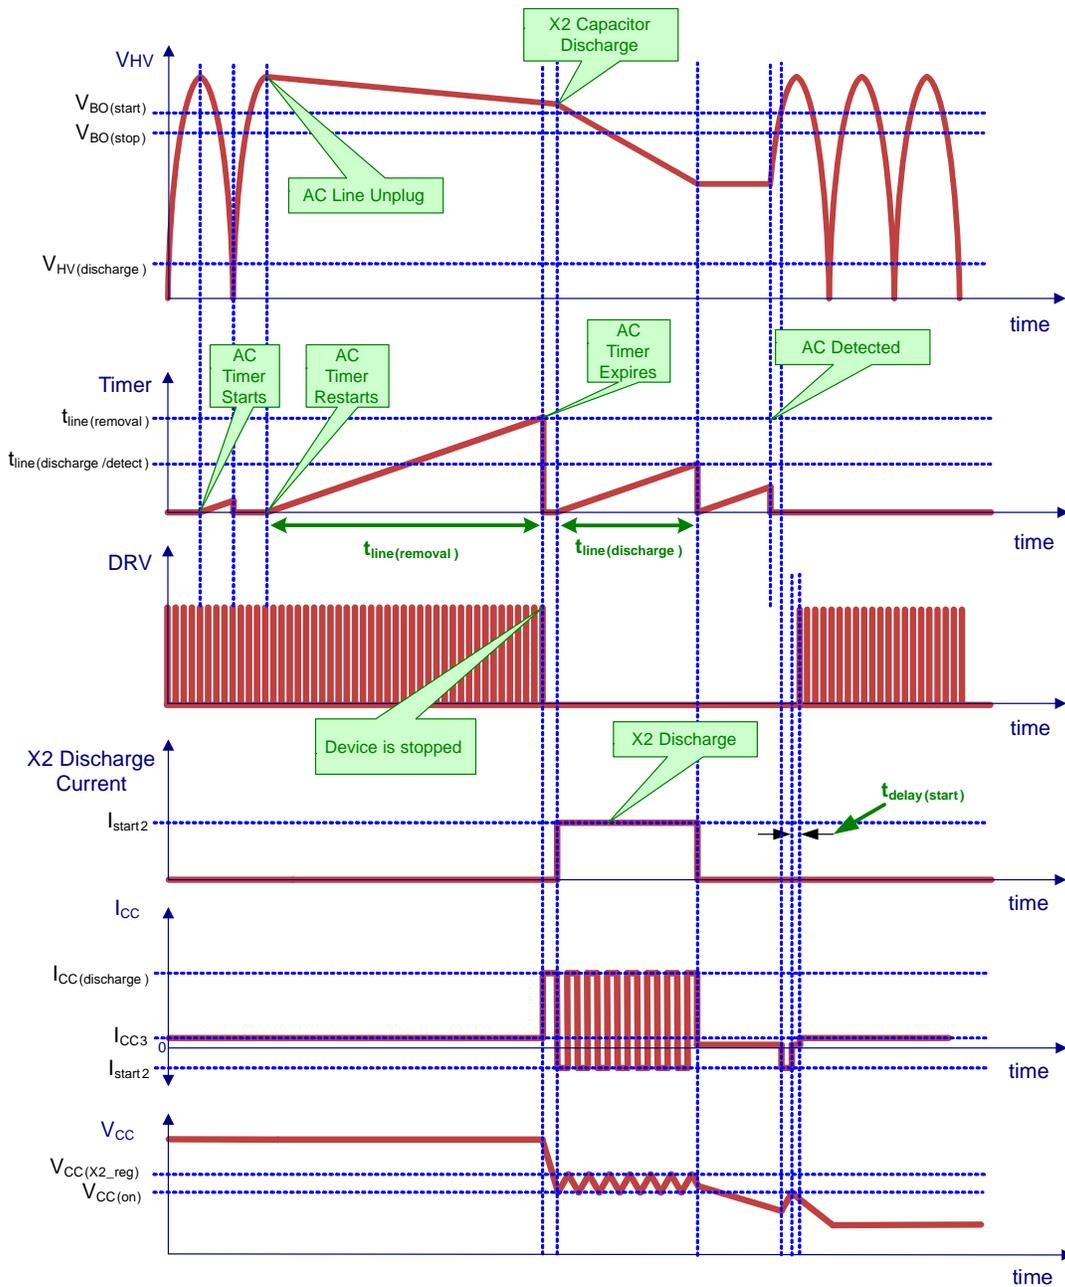 X2 Capacitor
Discharge
VHV
VBO(start)
VBO(stop)
AC Line Unplug
VHV(discharge)
time
AC
Timer
Starts
AC
Timer
Restarts
AC
Timer
Expires
AC Detected
Timer
tline(removal)
tline(discharge/detect)
tline(removal)
tline(discharge)
time
DRV
Device is stopped
time
X2 Discharge
X2 Discharge
Current
tdelay(start)
Istart2
time
ICC
ICC(discharge)
ICC3
0
Istart2
time
VCC
VCC(X2_reg)
VCC(on)
time